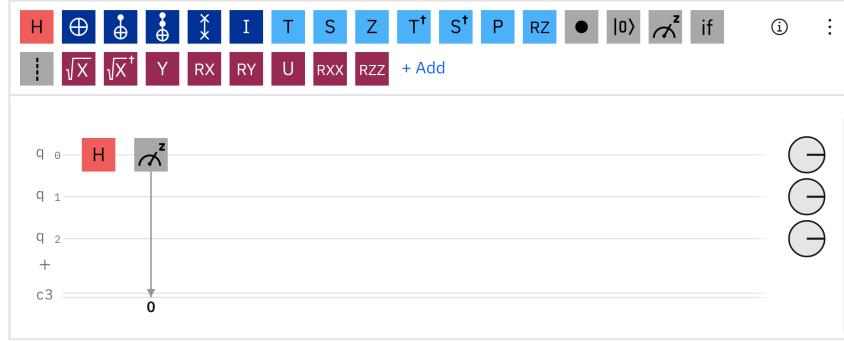 H T S Z T† S† P RZ |0⟩ z if
I
√X √X† Y RX RY U RXX RZZ + Add
q 0 H z
q 1
q 2
+
c3
0